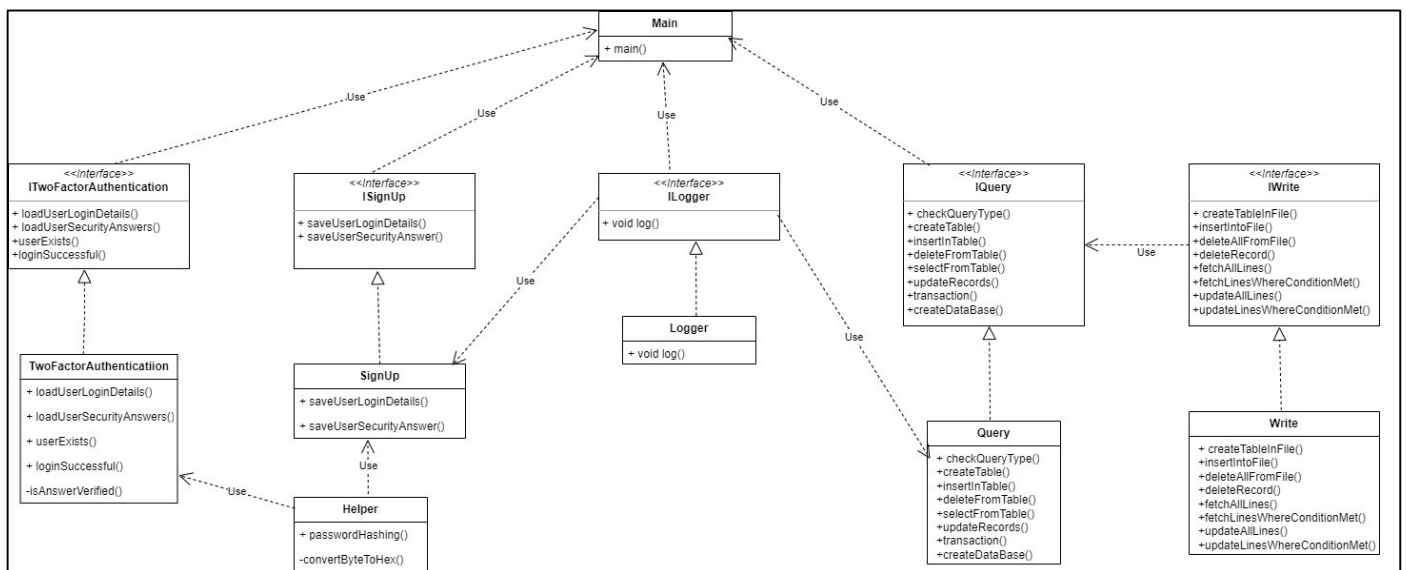 Main
+ main()
Use
Use
Use
Use
<<Interface>>
ITwoFactorAuthentication
+ loadUserLoginDetails()
+ loadUserSecurityAnswers()
+userExists()
+loginSuccessful()
<<Interface>>
ISignUp
+ saveUserLoginDetails()
+ saveUserSecurityAnswer()
<<Interface>>
ILogger
+ void log()
<<Interface>>
IQuery
+ checkQueryType()
+createTable()
+insertInTable()
+deleteFromTable()
+selectFromTable()
+updateRecords()
+transaction()
+createDataBase()
Use
<<Interface>>
IWrite
+ createTableInFile()
+insertIntoFile()
+deleteAllFromFile()
+deleteRecord()
+fetchAllLines()
+fetchLinesWhereConditionMet()
+updateAllLines()
+updateLinesWhereConditionMet()
Use
Use
TwoFactorAuthenticatiion
+ loadUserLoginDetails()
+ loadUserSecurityAnswers()
+ userExists()
+ loginSuccessful()
-isAnswerVerified()
SignUp
+ saveUserLoginDetails()
+ saveUserSecurityAnswer()
Logger
+ void log()
Query
+ checkQueryType()
+createTable()
+insertInTable()
+deleteFromTable()
+selectFromTable()
+updateRecords()
+transaction()
+createDataBase()
Write
+ createTableInFile()
+insertIntoFile()
+deleteAllFromFile()
+deleteRecord()
+fetchAllLines()
+fetchLinesWhereConditionMet()
+updateAllLines()
+updateLinesWhereConditionMet()
Use
Use
Helper
+ passwordHashing()
-convertByteToHex()